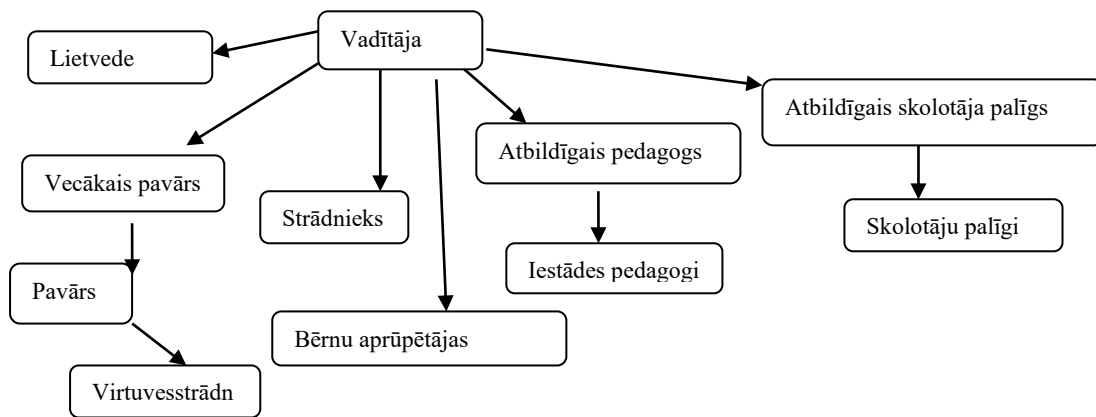 Vadītāja
Lietvede
Atbildīgais skolotāja palīgs
Atbildīgais pedagogs
Vecākais pavārs
Strādnieks
Skolotāju palīgi
Iestādes pedagogi
Pavārs
Bērnu aprūpētājas
Virtuvesstrādn